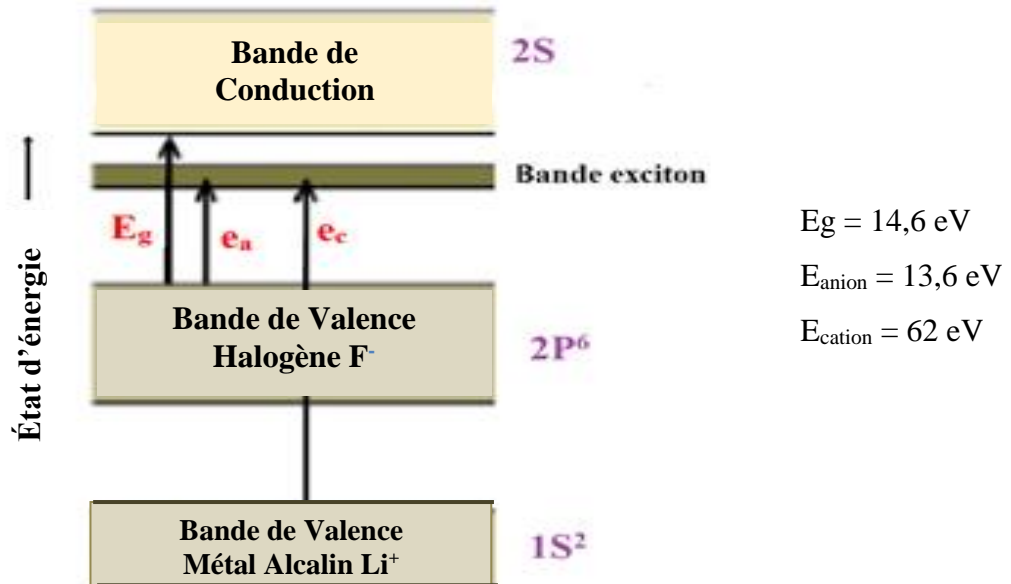 Bande de
Conduction
2S
Bande exciton
Eg
ea
ec
État d'énergie
Bande de Valence
Halogène F-
2P⁶
Bande de Valence
Métal Alcalin Li⁺
1S²
Eg = 14,6 eV
Eanion = 13,6 eV
Ecation = 62 eV